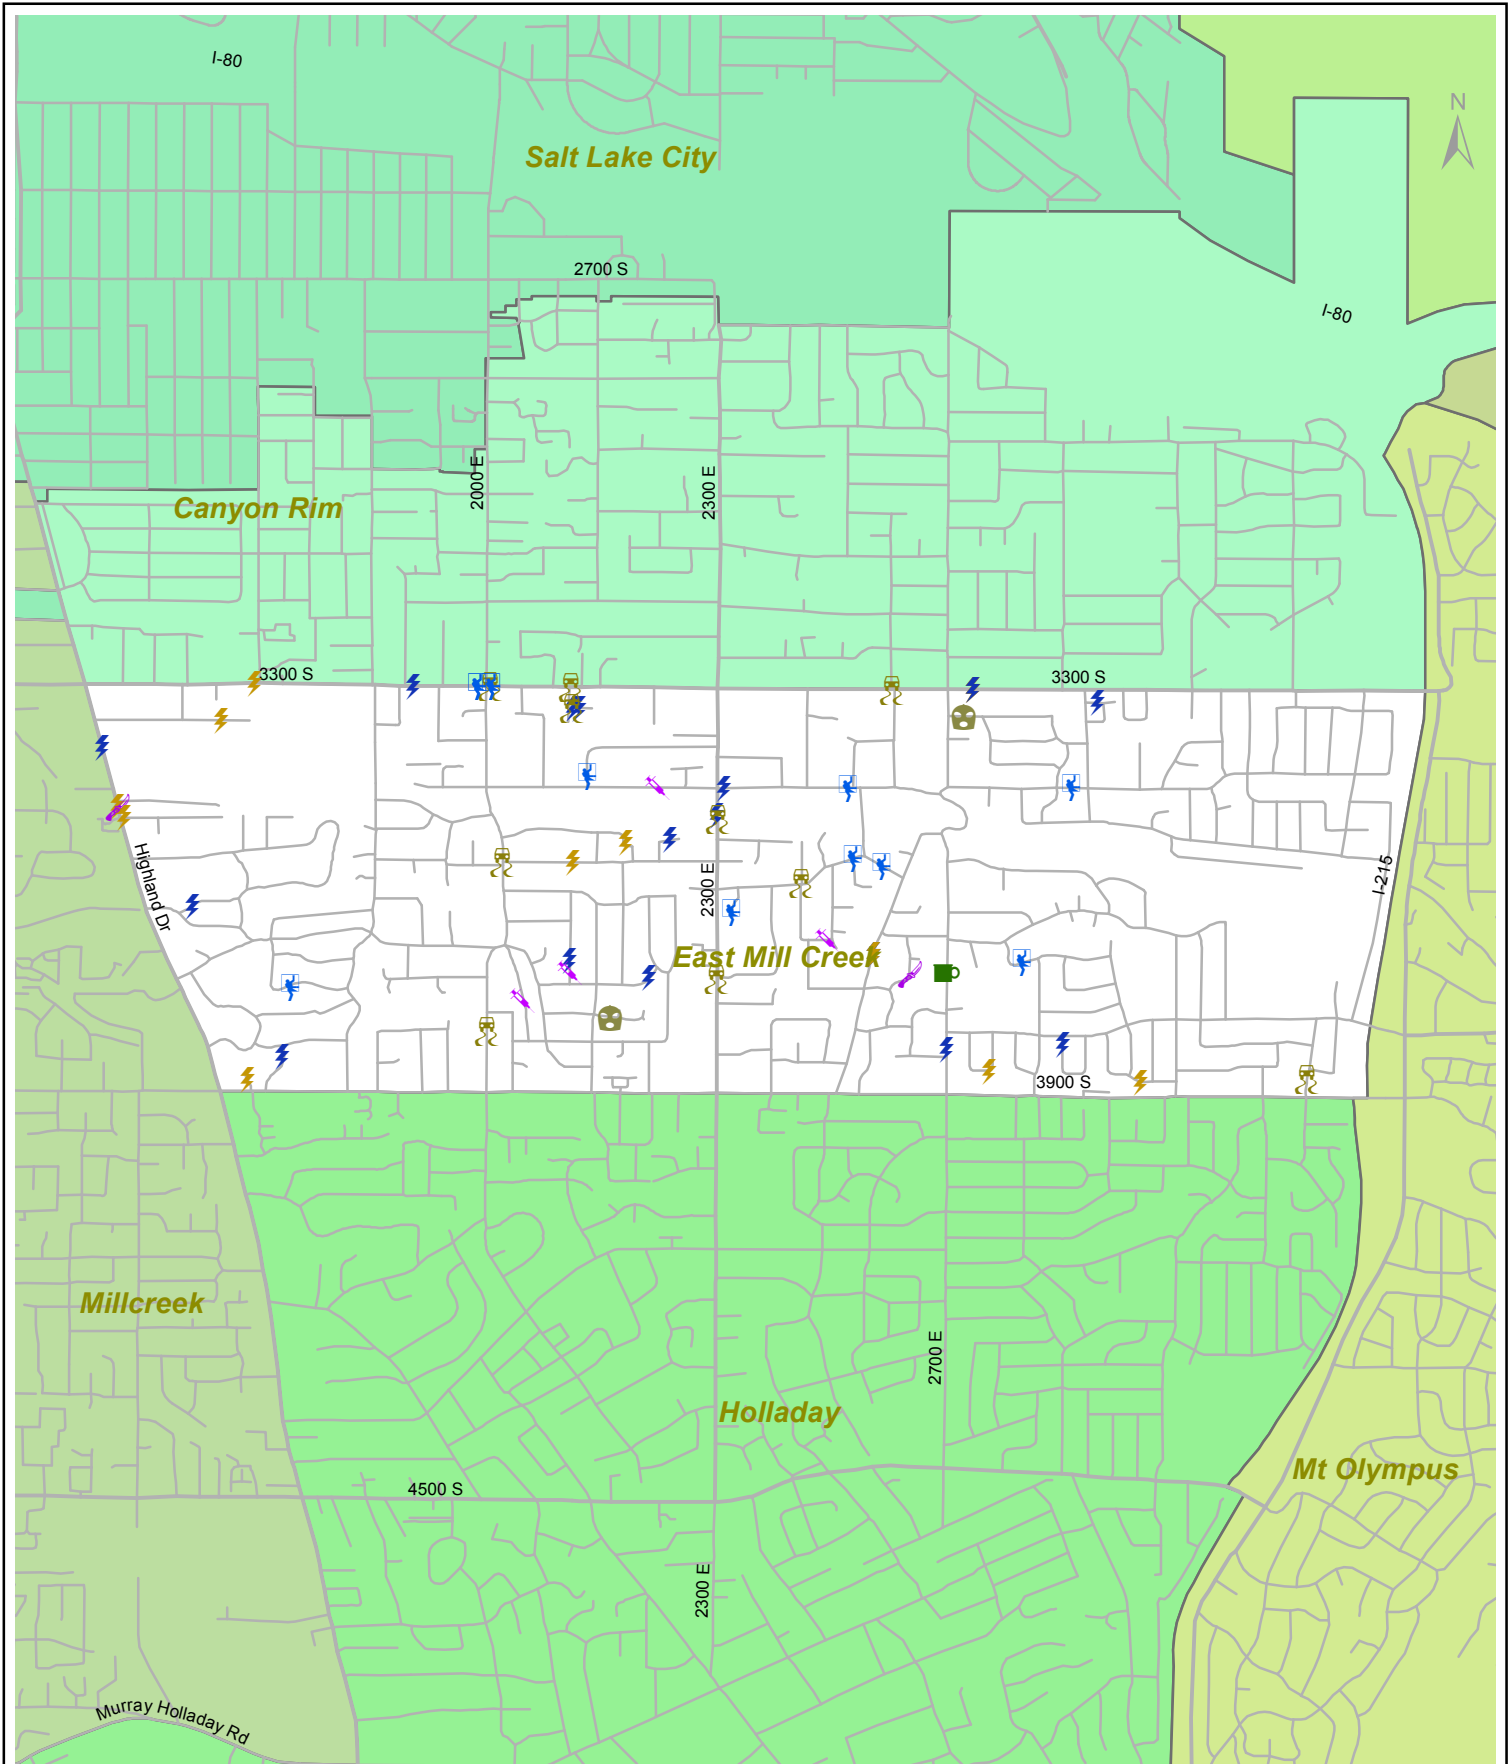 I-80
N
Salt Lake City
2700 S
I-80
2000 E
2300 E
Canyon Rim
3300 S
3300 S
Highland Dr
2300 E
I-215
East Mill Creek
3900 S
Millcreek
2700 E
Holladay
Mt Olympus
4500 S
2300 E
Murray Holladay Rd